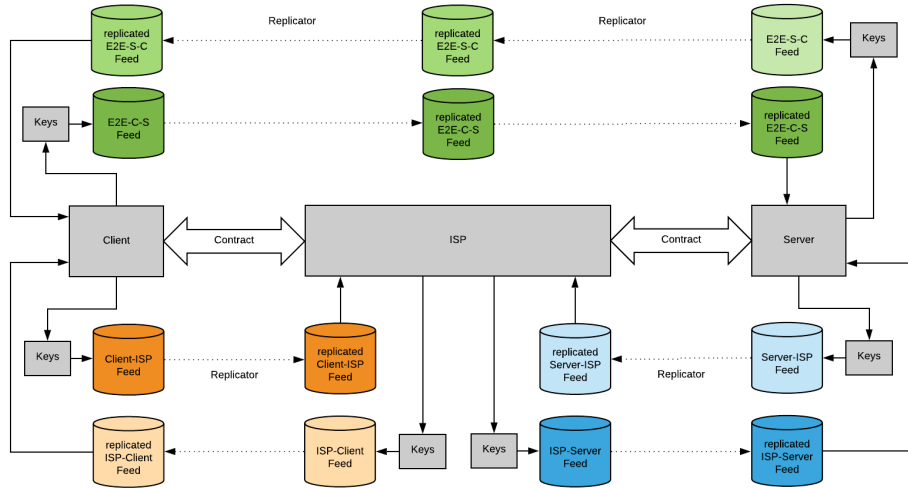 Replicator
Replicator
replicated
E2E-S-C
Feed
replicated
E2E-S-C
Feed
E2E-S-C
Feed
Keys
Keys
E2E-C-S
Feed
replicated
E2E-C-S
Feed
replicated
E2E-C-S
Feed
Client
Contract
ISP
Contract
Server
Keys
Client-ISP
Feed
Replicator
replicated
Client-ISP
Feed
replicated
Server-ISP
Feed
Replicator
Server-ISP
Feed
Keys
replicated
ISP-Client
Feed
ISP-Client
Feed
Keys
Keys
ISP-Server
Feed
replicated
ISP-Server
Feed